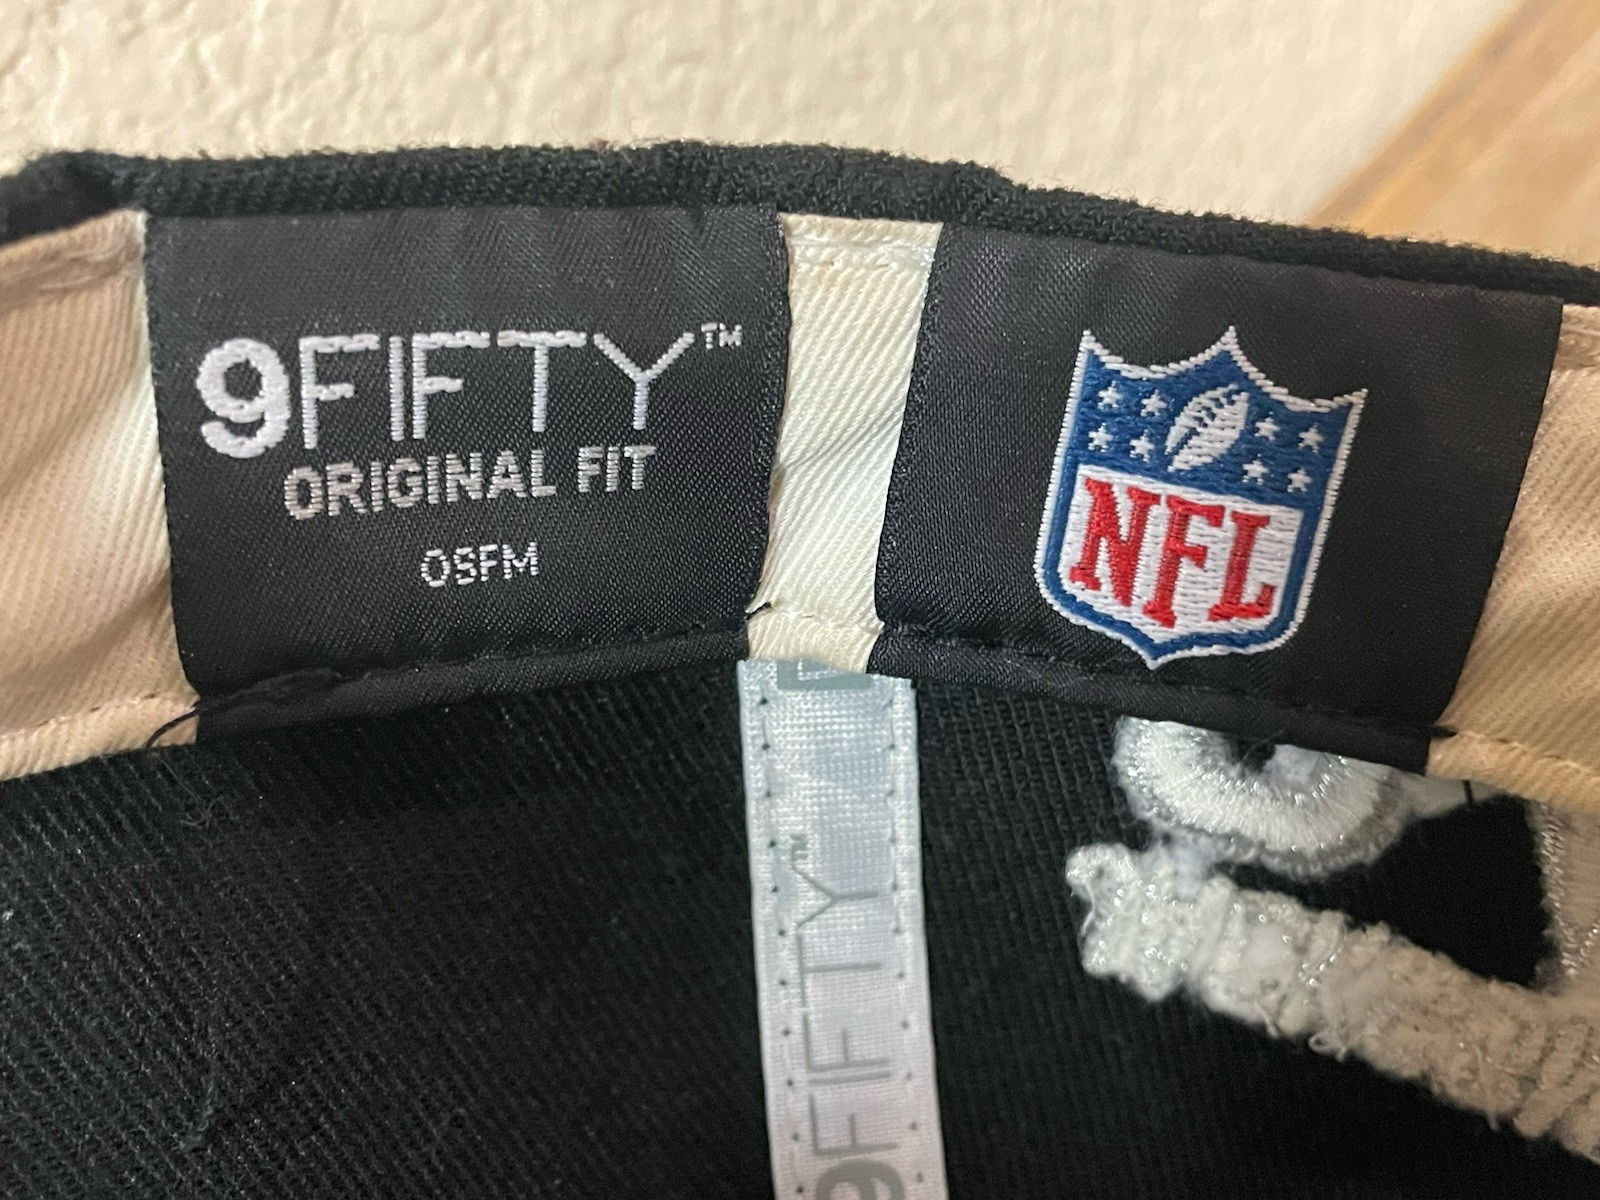 9FIFTY™
ORIGINAL FIT
OSFM
NFL
9FIFTY™